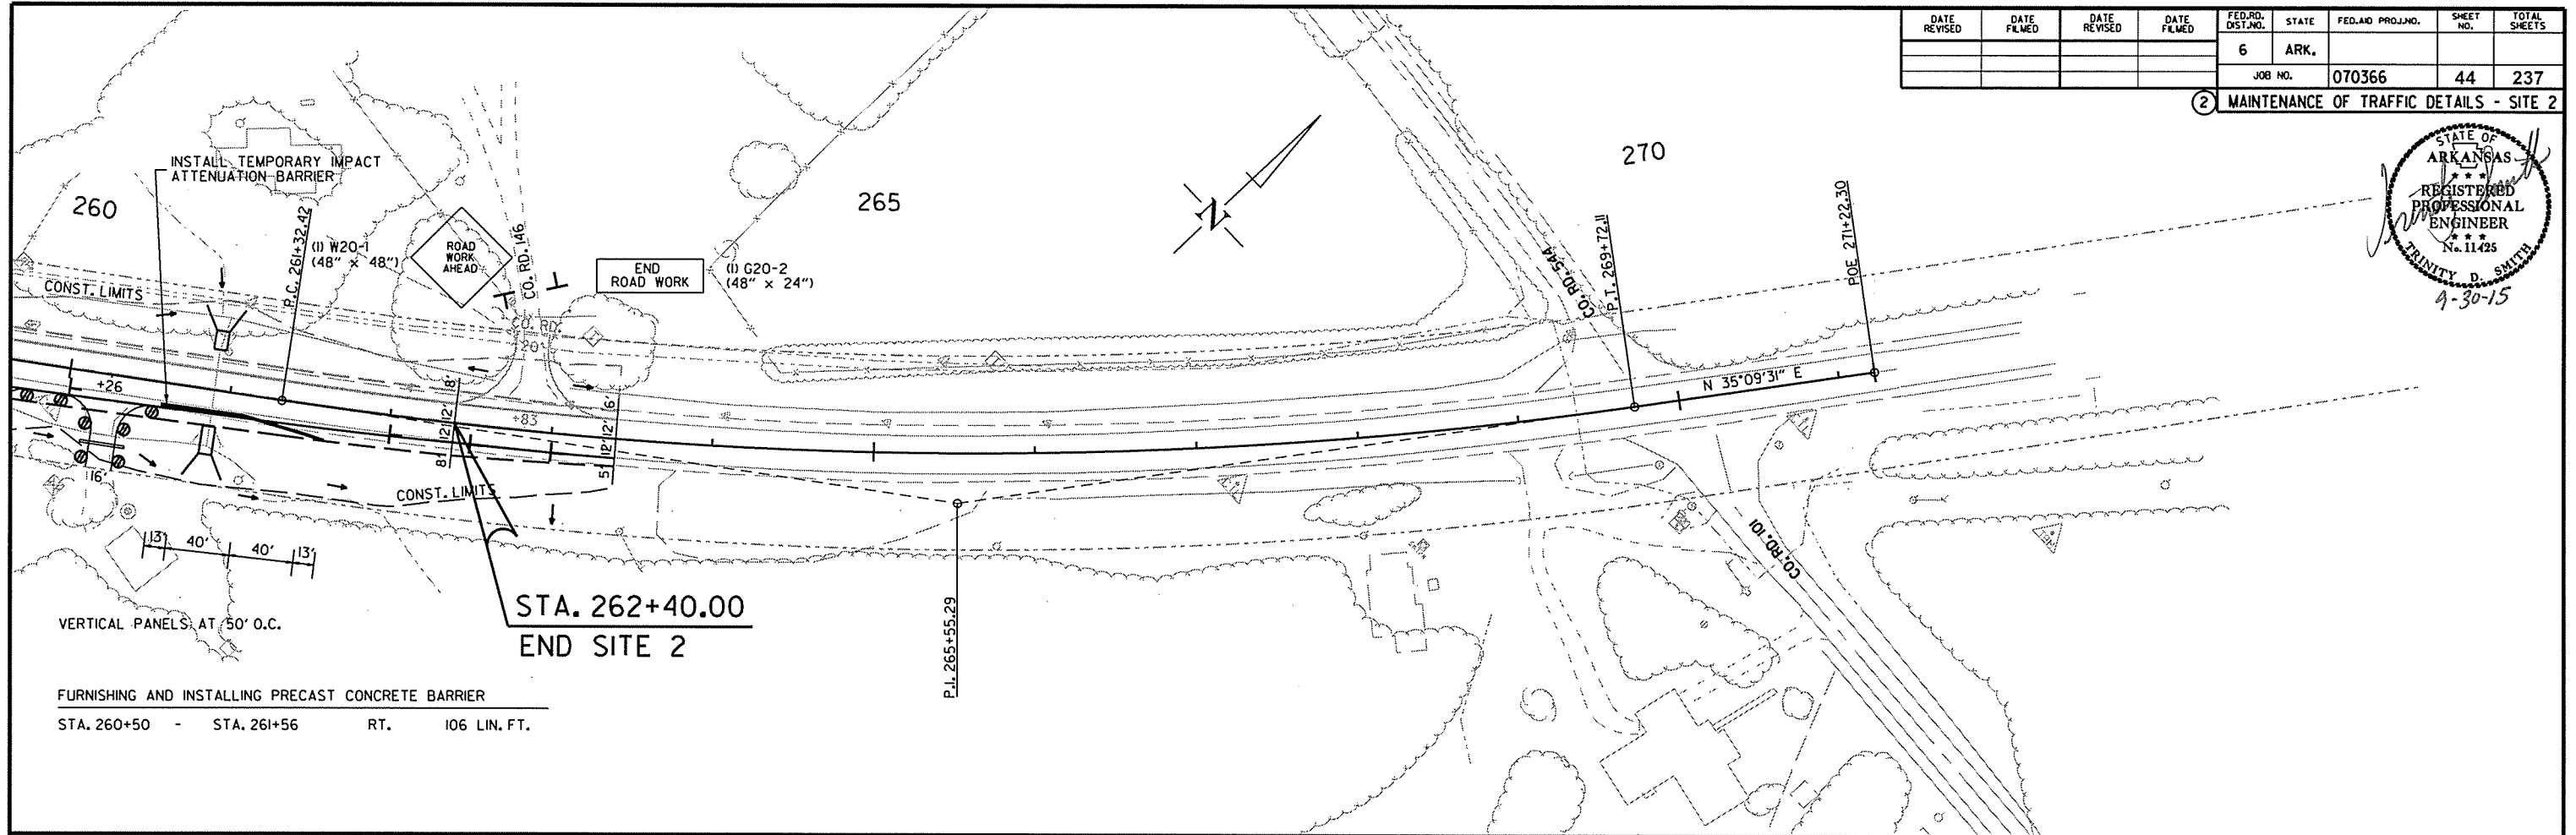 DATE REVISED
DATE FILMED
DATE REVISED
DATE FILMED
FED.RD. DIST.NO.
STATE
FED.AID PROJ.NO.
SHEET NO.
TOTAL SHEETS
6
ARK.
JOB NO.
070366
44
237
2 MAINTENANCE OF TRAFFIC DETAILS - SITE 2
STATE OF
ARKANSAS
★ ★ ★
REGISTERED
PROFESSIONAL
ENGINEER
★ ★ ★
No. 11425
TRINITY D. SMITH
9-30-15
INSTALL TEMPORARY IMPACT
ATTENUATION BARRIER
260
265
270
N
P.C. 261+32.42
(1) W20-1
(48" × 48")
ROAD
WORK
AHEAD
CO. RD. 146
END
ROAD WORK
(1) G20-2
(48" × 24")
CO. RD. 544
P.T. 269+72.11
POE 271+22.30
CONST. LIMITS
CO. RD.
20'
+26
+83
8'
12'
12'
8'
6'
12'
12'
5'
N 35°09'31" E
16'
CONST. LIMITS
13'
40'
40'
13'
CO. RD. 101
P.I. 265+55.29
STA. 262+40.00
END SITE 2
VERTICAL PANELS AT 50' O.C.
FURNISHING AND INSTALLING PRECAST CONCRETE BARRIER
STA. 260+50 - STA. 261+56 RT. 106 LIN. FT.